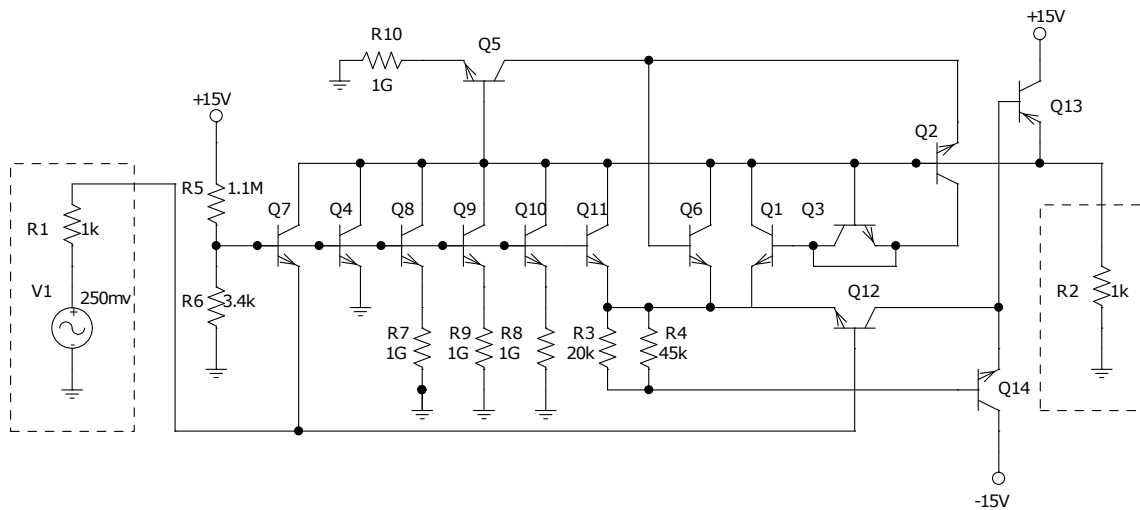 +15V
R10
Q5
1G
Q13
+15V
Q2
R5
1.1M
Q7
Q4
Q8
Q9
Q10
Q11
Q6
Q1
Q3
R1
1k
V1
250mv
R6
3.4k
Q12
R2
1k
R7
1G
R9
1G
R8
1G
R3
20k
R4
45k
Q14
-15V
+
-